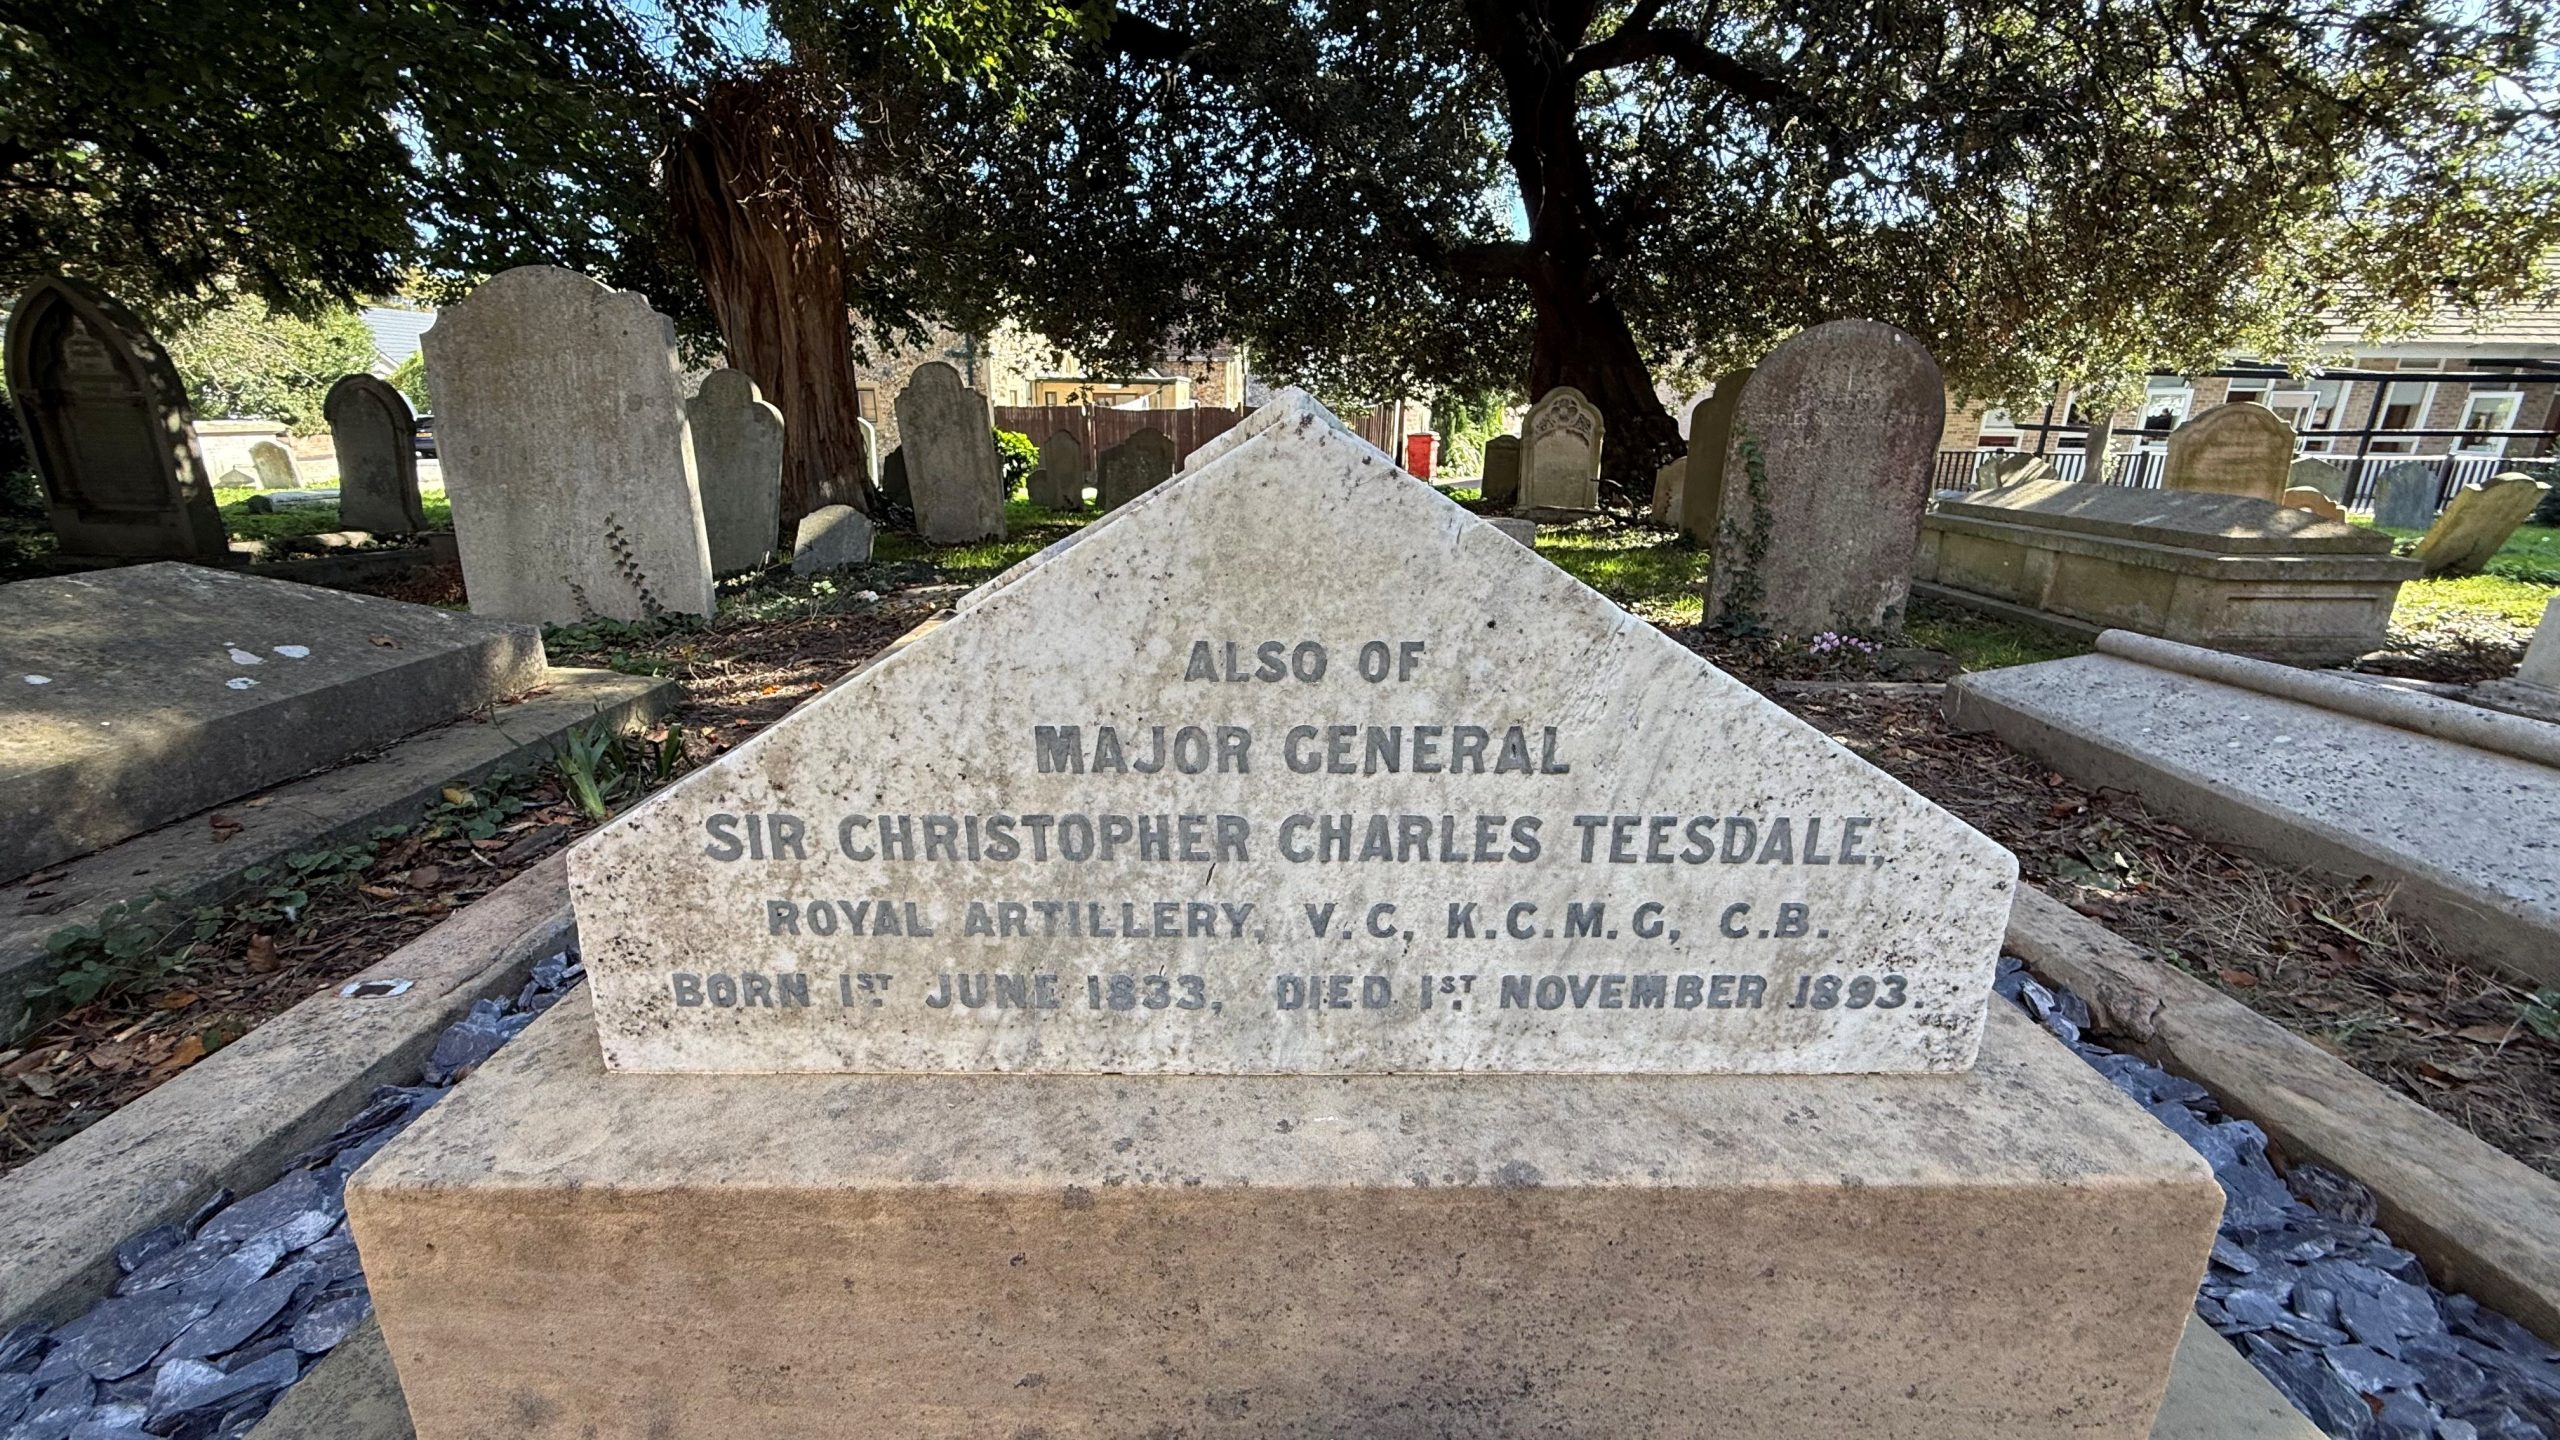 ALSO OF
MAJOR GENERAL
SIR CHRISTOPHER CHARLES TEESDALE,
ROYAL ARTILLERY, V.C, K.C.M.G, C.B.
BORN 1ST. JUNE 1833, DIED 1ST. NOVEMBER 1893.